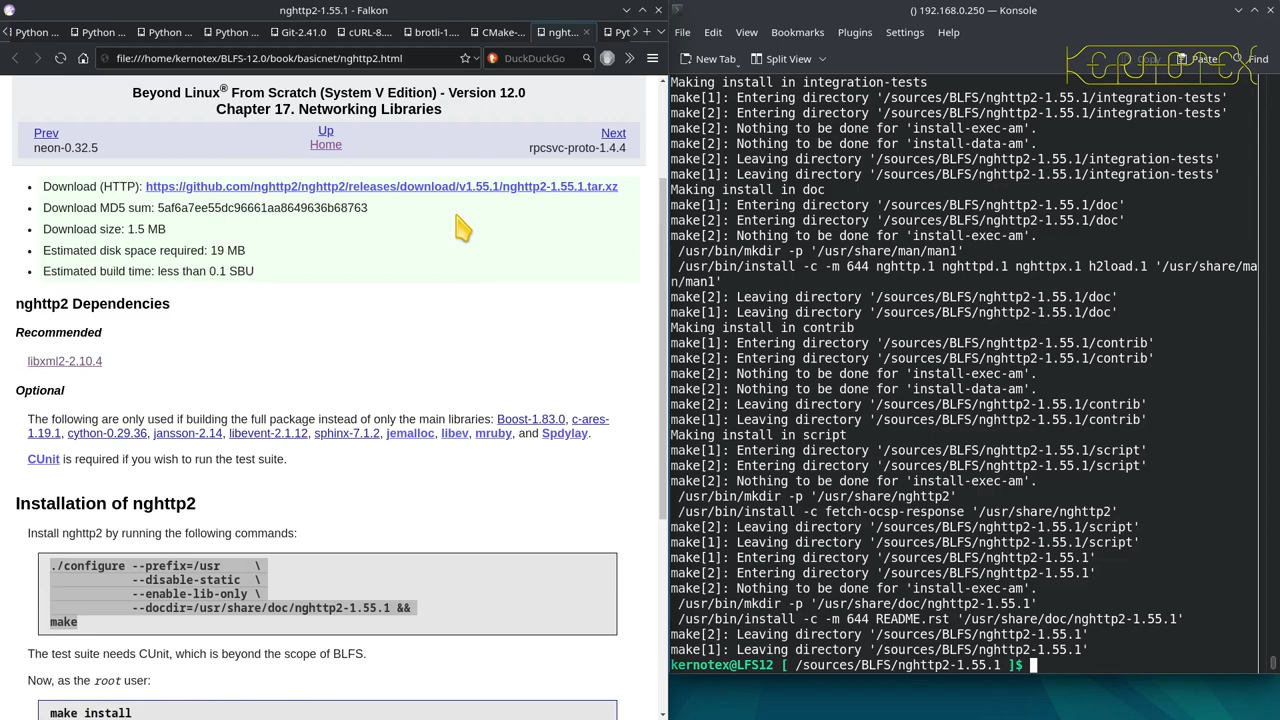 nghttp2-1.55.1 - Falkon
Python ...
Python ...
Python ...
Python ...
Git-2.41.0
cURL-8....
brotli-1....
CMake-...
nght...
Pyt
file:///home/kernotex/BLFS-12.0/book/basicnet/nghttp2.html
DuckDuckGo
Beyond Linux® From Scratch (System V Edition) - Version 12.0
Chapter 17. Networking Libraries
Prev Up Next
neon-0.32.5 Home rpcsvc-proto-1.4.4
• Download (HTTP): https://github.com/nghttp2/nghttp2/releases/download/v1.55.1/nghttp2-1.55.1.tar.xz
• Download MD5 sum: 5af6a7ee55dc96661aa8649636b68763
• Download size: 1.5 MB
• Estimated disk space required: 19 MB
• Estimated build time: less than 0.1 SBU
nghttp2 Dependencies
Recommended
libxml2-2.10.4
Optional
The following are only used if building the full package instead of only the main libraries: Boost-1.83.0, c-ares-
1.19.1, cython-0.29.36, jansson-2.14, libevent-2.1.12, sphinx-7.1.2, jemalloc, libev, mruby, and Spdylay.
CUnit is required if you wish to run the test suite.
Installation of nghttp2
Install nghttp2 by running the following commands:
./configure --prefix=/usr \
--disable-static \
--enable-lib-only \
--docdir=/usr/share/doc/nghttp2-1.55.1 &&
make
The test suite needs CUnit, which is beyond the scope of BLFS.
Now, as the root user:
make install
() 192.168.0.250 — Konsole
File Edit View Bookmarks Plugins Settings Help
New Tab Split View Copy Paste Find
KernotEX
Making install in integration-tests
make[1]: Entering directory '/sources/BLFS/nghttp2-1.55.1/integration-tests'
make[2]: Entering directory '/sources/BLFS/nghttp2-1.55.1/integration-tests'
make[2]: Nothing to be done for 'install-exec-am'.
make[2]: Nothing to be done for 'install-data-am'.
make[2]: Leaving directory '/sources/BLFS/nghttp2-1.55.1/integration-tests'
make[1]: Leaving directory '/sources/BLFS/nghttp2-1.55.1/integration-tests'
Making install in doc
make[1]: Entering directory '/sources/BLFS/nghttp2-1.55.1/doc'
make[2]: Entering directory '/sources/BLFS/nghttp2-1.55.1/doc'
make[2]: Nothing to be done for 'install-exec-am'.
/usr/bin/mkdir -p '/usr/share/man/man1'
/usr/bin/install -c -m 644 nghttp.1 nghttpd.1 nghttpx.1 h2load.1 '/usr/share/ma
n/man1'
make[2]: Leaving directory '/sources/BLFS/nghttp2-1.55.1/doc'
make[1]: Leaving directory '/sources/BLFS/nghttp2-1.55.1/doc'
Making install in contrib
make[1]: Entering directory '/sources/BLFS/nghttp2-1.55.1/contrib'
make[2]: Entering directory '/sources/BLFS/nghttp2-1.55.1/contrib'
make[2]: Nothing to be done for 'install-exec-am'.
make[2]: Nothing to be done for 'install-data-am'.
make[2]: Leaving directory '/sources/BLFS/nghttp2-1.55.1/contrib'
make[1]: Leaving directory '/sources/BLFS/nghttp2-1.55.1/contrib'
Making install in script
make[1]: Entering directory '/sources/BLFS/nghttp2-1.55.1/script'
make[2]: Entering directory '/sources/BLFS/nghttp2-1.55.1/script'
make[2]: Nothing to be done for 'install-exec-am'.
/usr/bin/mkdir -p '/usr/share/nghttp2'
/usr/bin/install -c fetch-ocsp-response '/usr/share/nghttp2'
make[2]: Leaving directory '/sources/BLFS/nghttp2-1.55.1/script'
make[1]: Leaving directory '/sources/BLFS/nghttp2-1.55.1/script'
make[1]: Entering directory '/sources/BLFS/nghttp2-1.55.1'
make[2]: Entering directory '/sources/BLFS/nghttp2-1.55.1'
make[2]: Nothing to be done for 'install-exec-am'.
/usr/bin/mkdir -p '/usr/share/doc/nghttp2-1.55.1'
/usr/bin/install -c -m 644 README.rst '/usr/share/doc/nghttp2-1.55.1'
make[2]: Leaving directory '/sources/BLFS/nghttp2-1.55.1'
make[1]: Leaving directory '/sources/BLFS/nghttp2-1.55.1'
kernotex@LFS12 [ /sources/BLFS/nghttp2-1.55.1 ]$